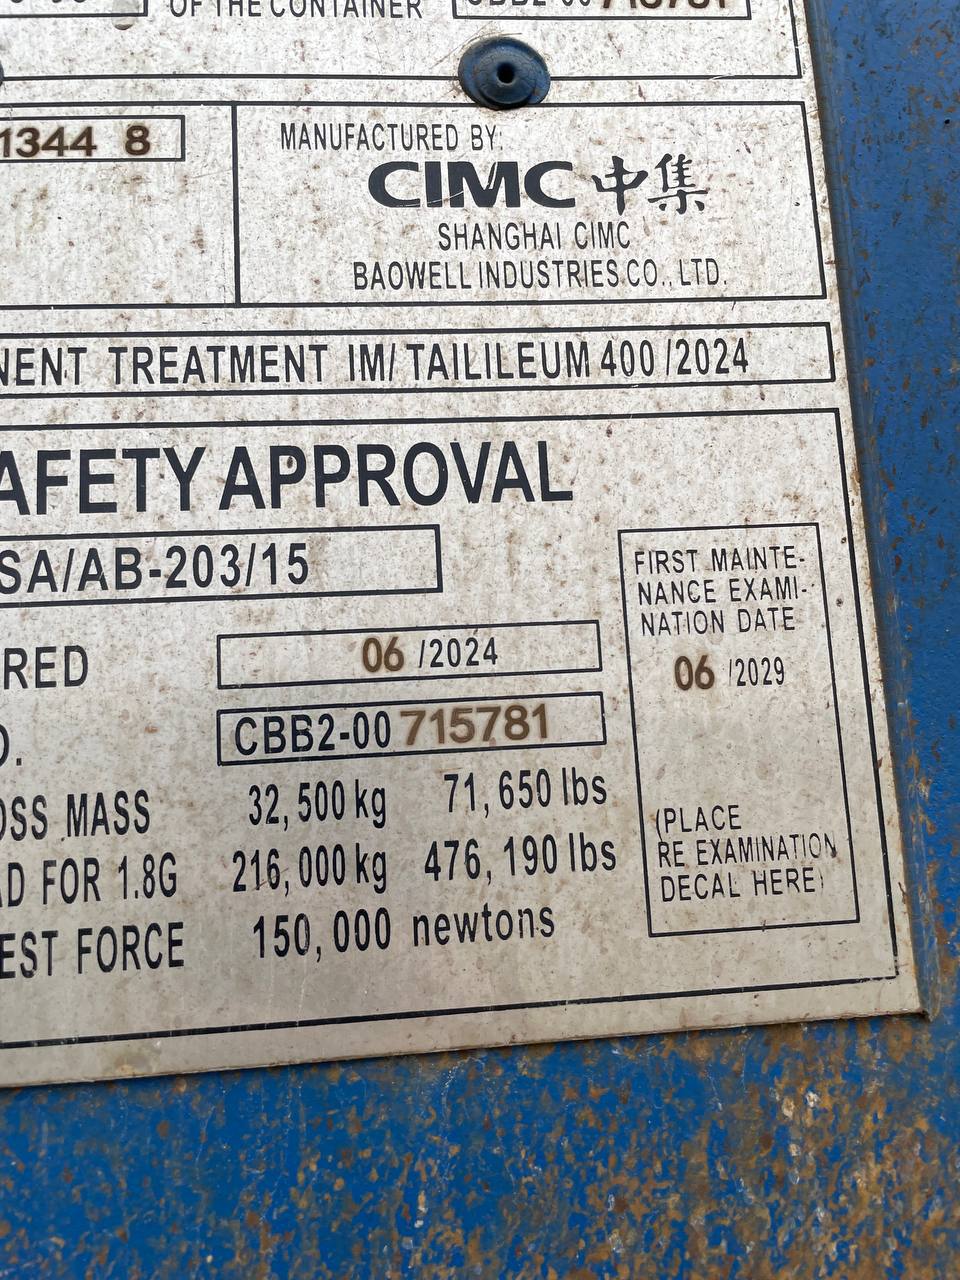 OF THE CONTAINER CBB2-00 715781
1344 8
MANUFACTURED BY:
CIMC 中集
SHANGHAI CIMC
BAOWELL INDUSTRIES CO., LTD.
NENT TREATMENT IM/ TAILILEUM 400 /2024
AFETY APPROVAL
SA/AB-203/15
RED 06 /2024
D. CBB2-00 715781
OSS MASS 32,500 kg 71,650 lbs
AD FOR 1.8G 216,000 kg 476,190 lbs
EST FORCE 150,000 newtons
FIRST MAINTE-
NANCE EXAMI-
NATION DATE
06 /2029
(PLACE
RE EXAMINATION
DECAL HERE)